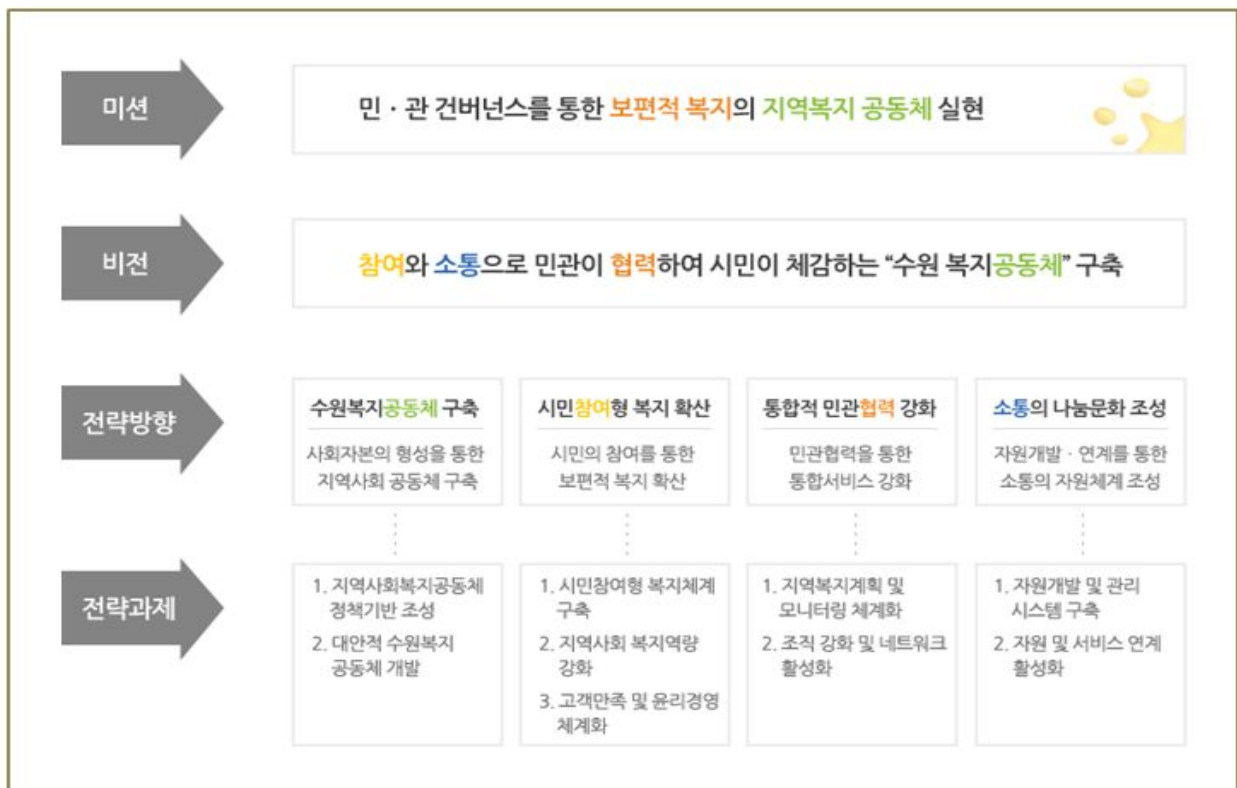 미션
민 · 관 건버넌스를 통한 보편적 복지의 지역복지 공동체 실현
비전
참여와 소통으로 민관이 협력하여 시민이 체감하는 “수원 복지공동체” 구축
전략방향
수원복지공동체 구축
사회자본의 형성을 통한
지역사회 공동체 구축
시민참여형 복지 확산
시민의 참여를 통한
보편적 복지 확산
통합적 민관협력 강화
민관협력을 통한
통합서비스 강화
소통의 나눔문화 조성
자원개발 · 연계를 통한
소통의 자원체계 조성
전략과제
1. 지역사회복지공동체
정책기반 조성
2. 대안적 수원복지
공동체 개발
1. 시민참여형 복지체계
구축
2. 지역사회 복지역량
강화
3. 고객만족 및 윤리경영
체계화
1. 지역복지계획 및
모니터링 체계화
2. 조직 강화 및 네트워크
활성화
1. 자원개발 및 관리
시스템 구축
2. 자원 및 서비스 연계
활성화